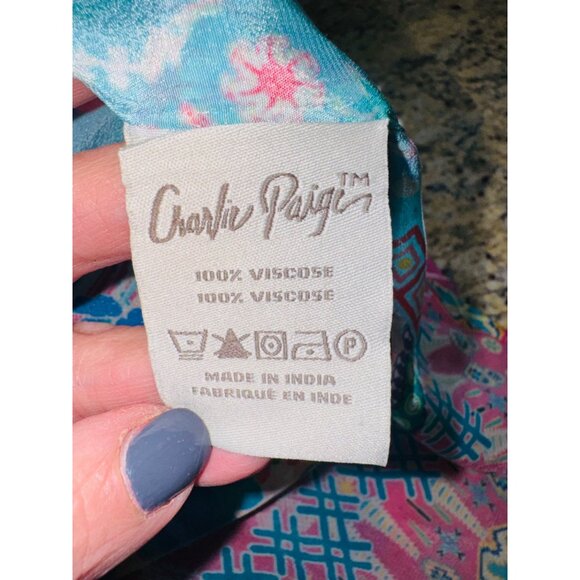 Charlie Paige™
100% VISCOSE
100% VISCOSE
P
MADE IN INDIA
FABRIQUÉ EN INDE